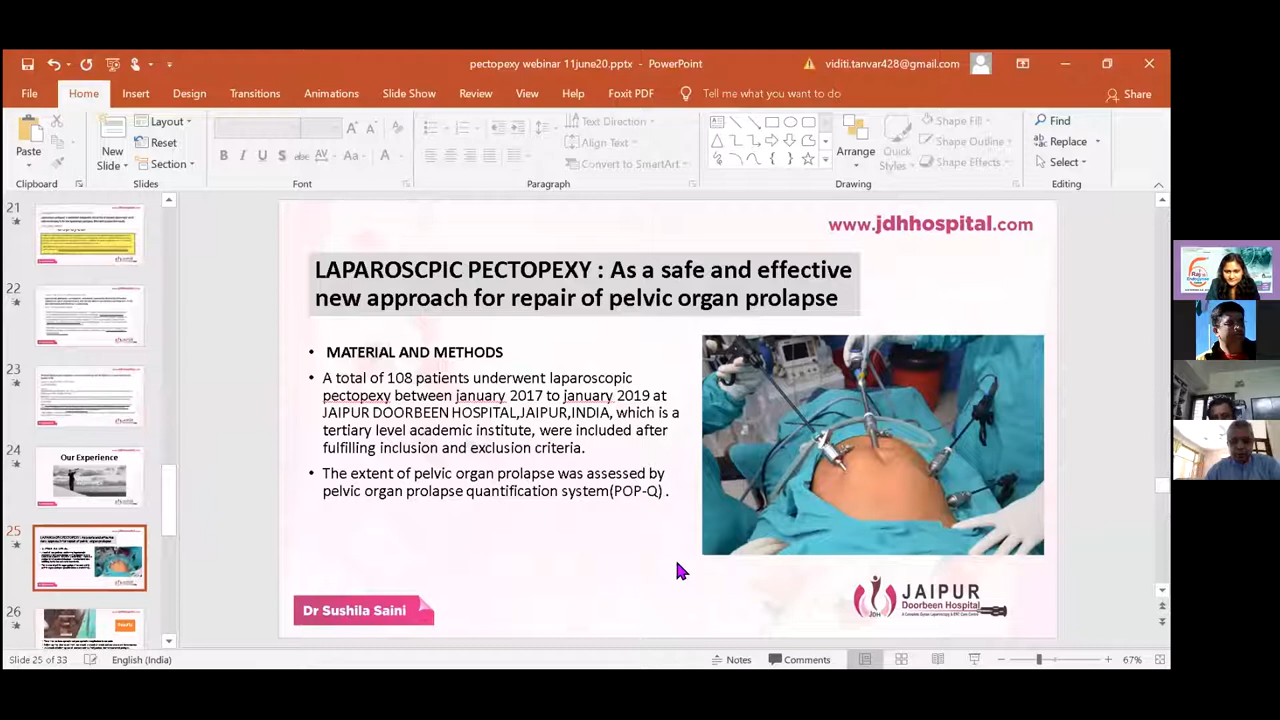 pectopexy webinar 11june20.pptx - PowerPoint
viditi.tanvar428@gmail.com
File Home Insert Design Transitions Animations Slide Show Review View Help Foxit PDF Tell me what you want to do Share
Paste
New
Slide
Layout
Reset
Section
B I U S abc AV Aa A
Text Direction
Align Text
Convert to SmartArt
Arrange
Quick
Styles
Shape Fill
Shape Outline
Shape Effects
Find
Replace
Select
Clipboard Slides Font Paragraph Drawing Editing
21
22
23
24
Our Experience
25
26
www.jdhhospital.com
LAPAROSCPIC PECTOPEXY : As a safe and effective
new approach for repair of pelvic organ prolapse
• MATERIAL AND METHODS
• A total of 108 patients underwent laparoscopic
pectopexy between january 2017 to january 2019 at
JAIPUR DOORBEEN HOSPITAL,JAIPUR,INDIA, which is a
tertiary level academic institute, were included after
fulfilling inclusion and exclusion criteria.
• The extent of pelvic organ prolapse was assessed by
pelvic organ prolapse quantification system(POP-Q) .
Dr Sushila Saini
JDH
JAIPUR
Doorbeen Hospital
Slide 25 of 33 English (India) Notes Comments 67%